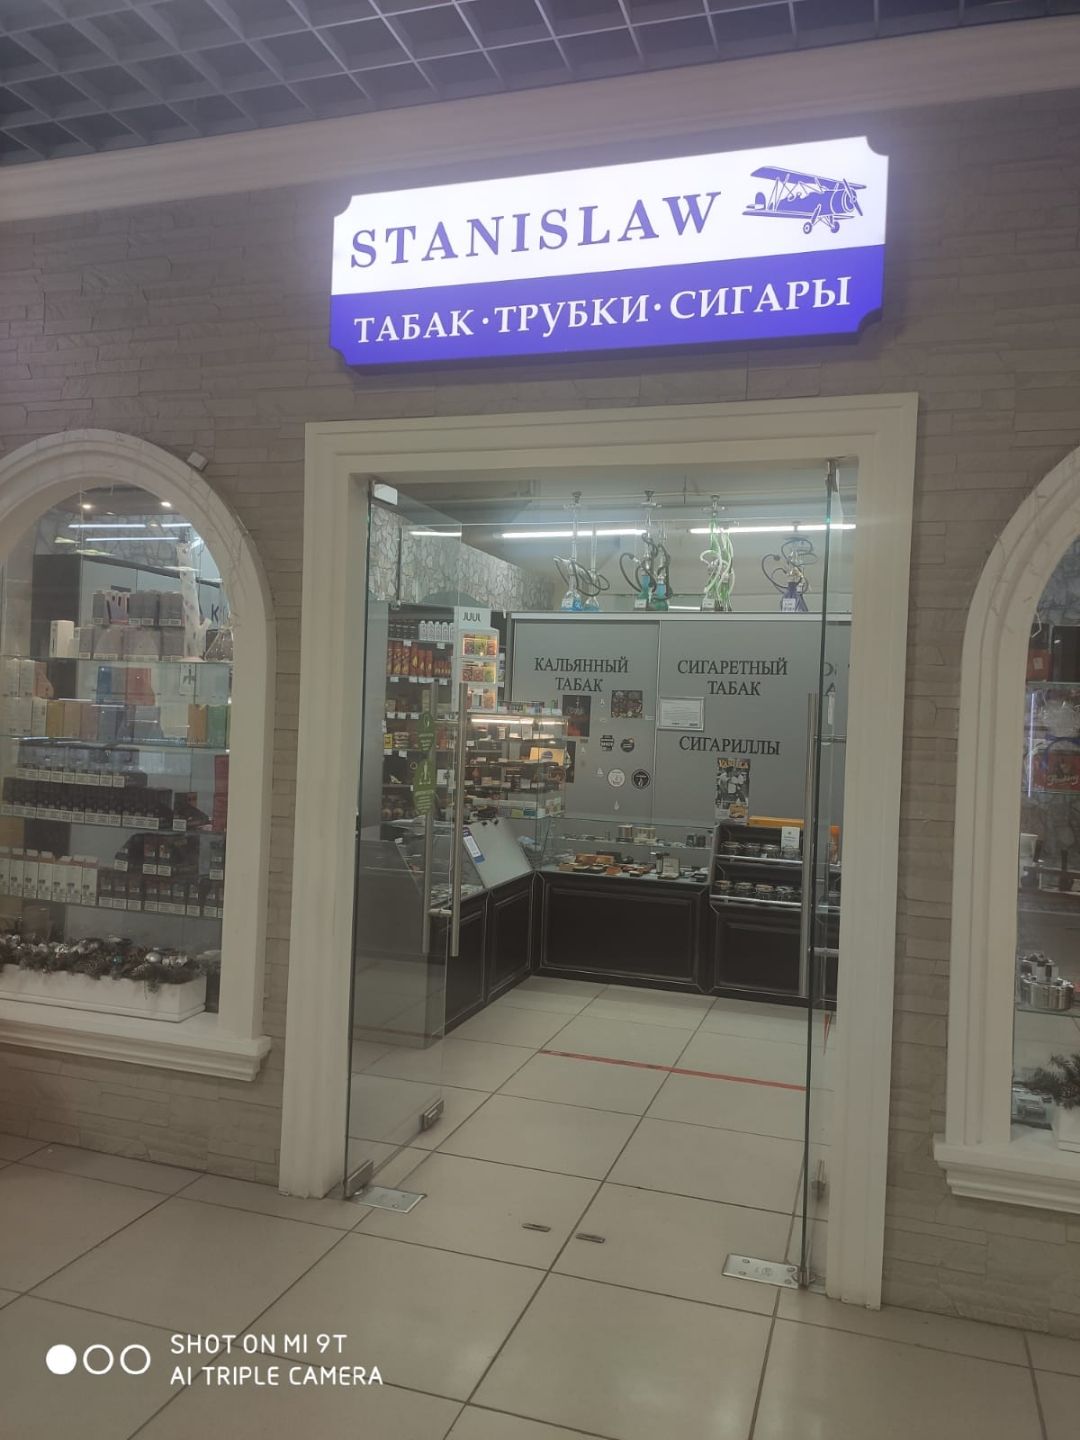 STANISLAW
ТАБАК·ТРУБКИ·СИГАРЫ
JUUL
КАЛЬЯННЫЙ
ТАБАК
СИГАРЕТНЫЙ
ТАБАК
СИГАРИЛЛЫ
SHOT ON MI 9T
AI TRIPLE CAMERA